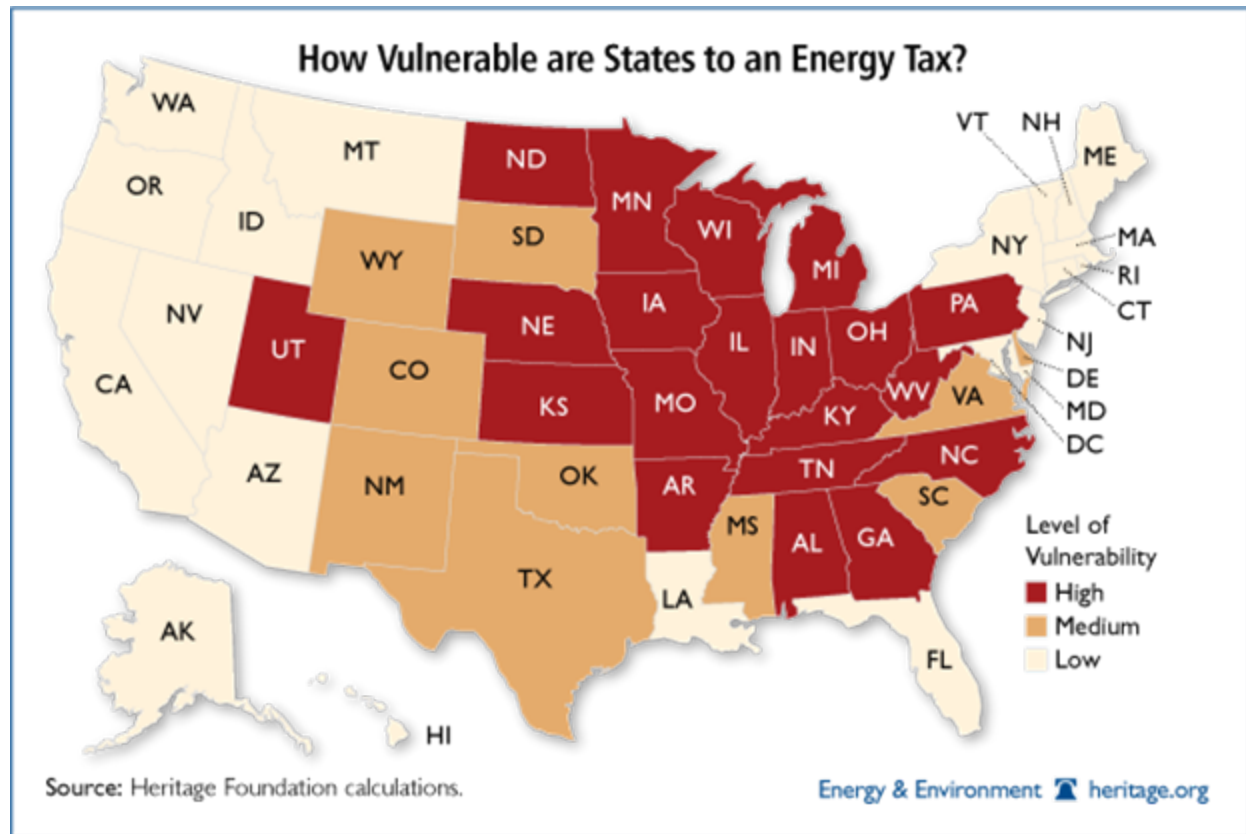 How Vulnerable are States to an Energy Tax?
WA
MT
ND
MN
VT
NH
ME
OR
ID
WY
SD
WI
MI
NY
MA
RI
CT
NV
UT
NE
IA
PA
NJ
CA
CO
KS
MO
IL
IN
OH
WV
VA
DE
MD
DC
KY
AZ
NM
OK
AR
TN
NC
SC
MS
AL
GA
TX
LA
FL
AK
HI
Level of
Vulnerability
High
Medium
Low
Source: Heritage Foundation calculations.
Energy & Environment heritage.org